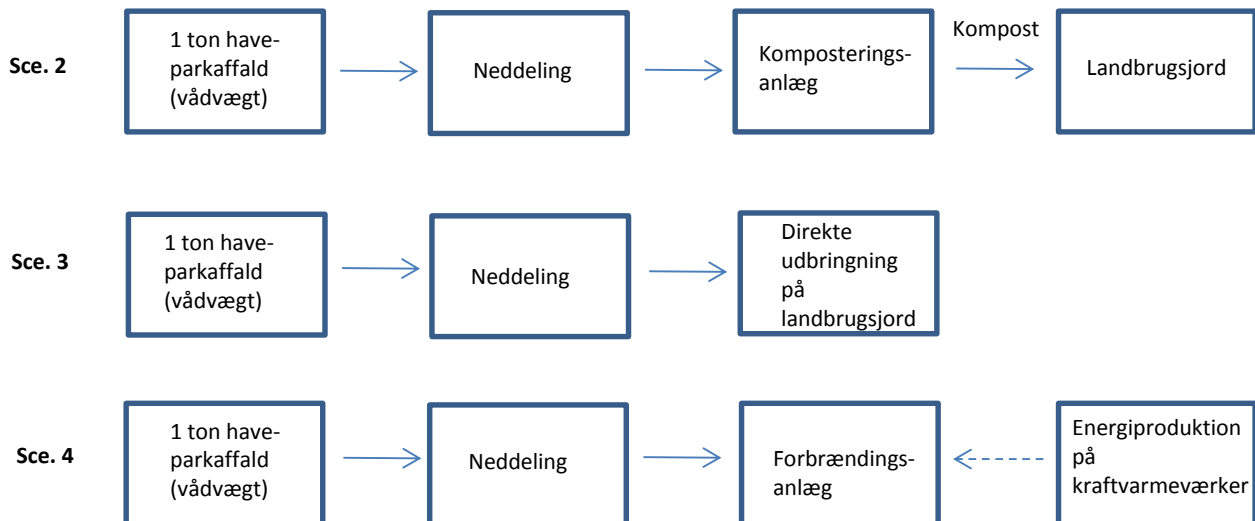 Sce. 2
1 ton have-
parkaffald
(vådvægt)
Neddeling
Komposterings-
anlæg
Kompost
Landbrugsjord
Sce. 3
1 ton have-
parkaffald
(vådvægt)
Neddeling
Direkte
udbringning
på
landbrugsjord
Sce. 4
1 ton have-
parkaffald
(vådvægt)
Neddeling
Forbrændings-
anlæg
Energiproduktion
på
kraftvarmeværker